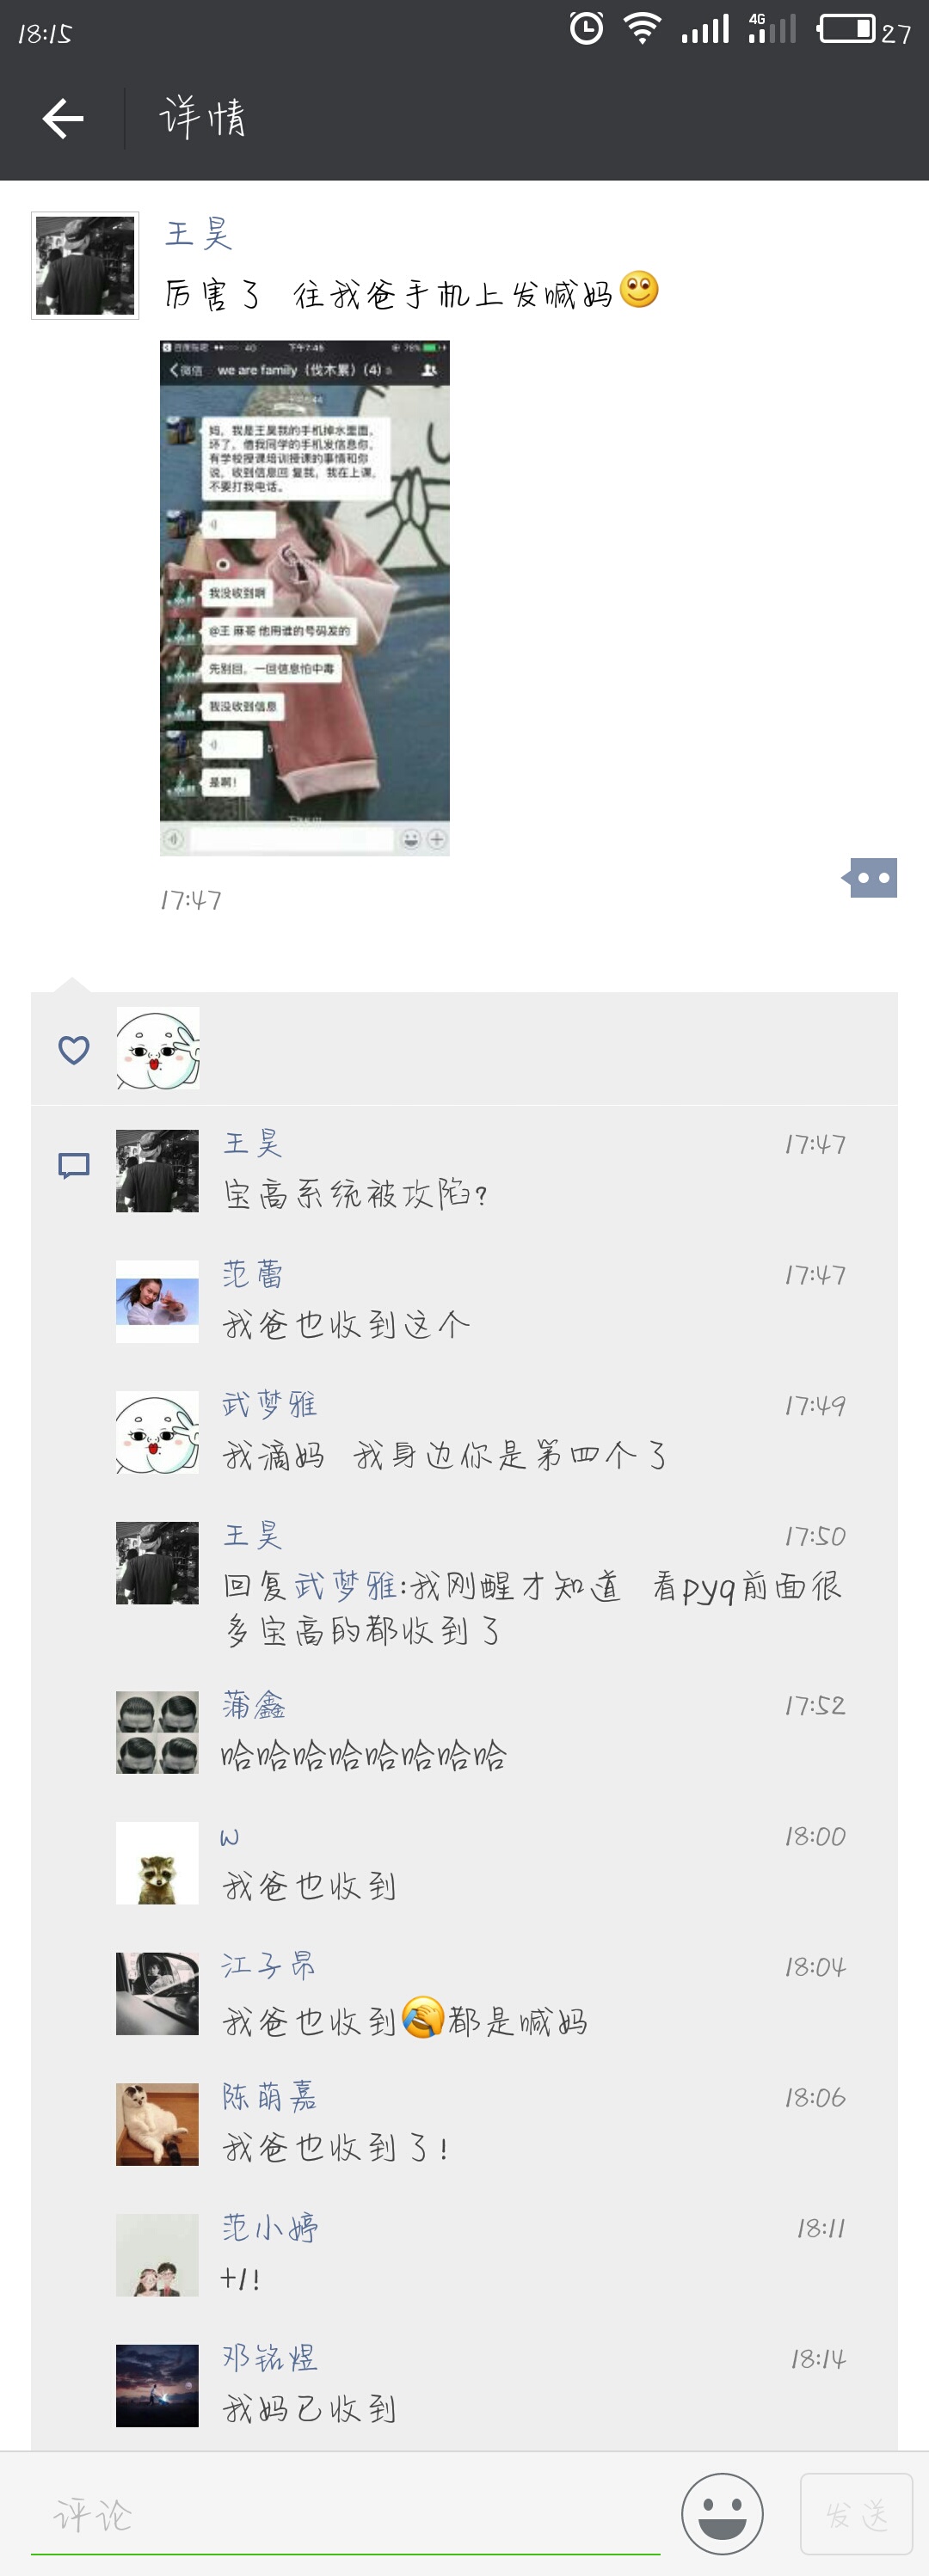 18:15
4G
27
详情
王昊
厉害了 往我爸手机上发喊妈
4G 下午7:45 78%
微信 we are family（伐木累）(4)
妈，我是王昊我的手机掉水里面，
坏了，借我同学的手机发信息你，
有学校授课培训授课的事情和你
说，收到信息回 复我，我在上课，
不要打我电话。
我没收到啊
@王 麻哥 他用谁的号码发的
先别回，一回信息怕中毒
我没收到信息
5"
是啊！
17:47
王昊 17:47
宝高系统被攻陷?
范蕾 17:47
我爸也收到这个
武梦雅 17:49
我滴妈 我身边你是第四个了
王昊 17:50
回复武梦雅:我刚醒才知道 看pyq前面很
多宝高的都收到了
蒲鑫 17:52
哈哈哈哈哈哈哈哈
w 18:00
我爸也收到
江子昂 18:04
我爸也收到都是喊妈
陈萌嘉 18:06
我爸也收到了!
范小婷 18:11
+1!
邓铭煜 18:14
我妈已收到
评论
发送